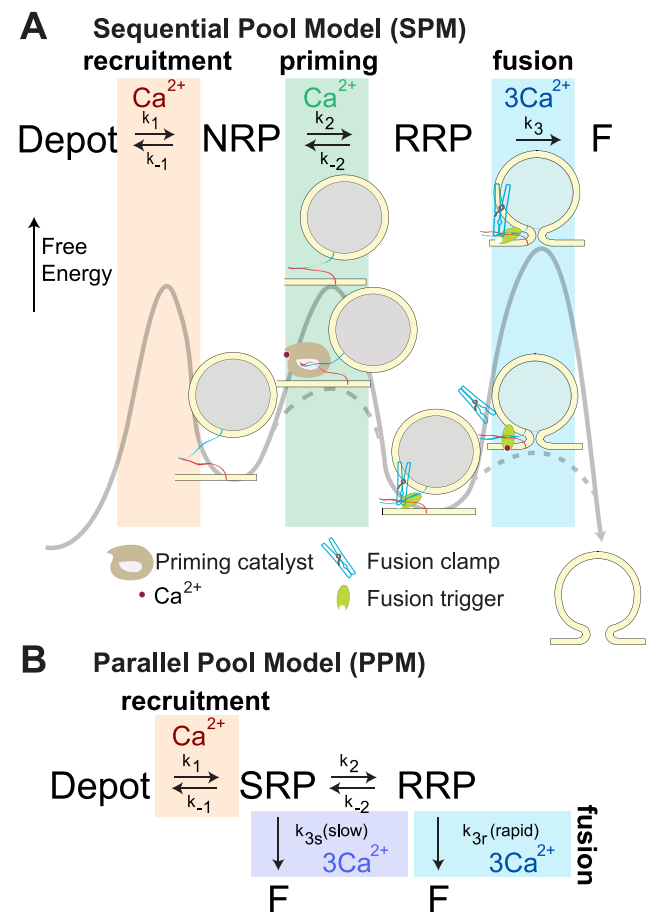 A Sequential Pool Model (SPM)
recruitment priming fusion
Ca2+ Ca2+ 3Ca2+
k1 k2 k3
Depot NRP RRP F
k-1 k-2
Free
Energy
Priming catalyst Fusion clamp
Ca2+ Fusion trigger
B Parallel Pool Model (PPM)
recruitment
Ca2+
k1 k2
Depot SRP RRP
k-1 k-2
fusion
k3s(slow) k3r(rapid)
3Ca2+ 3Ca2+
F F